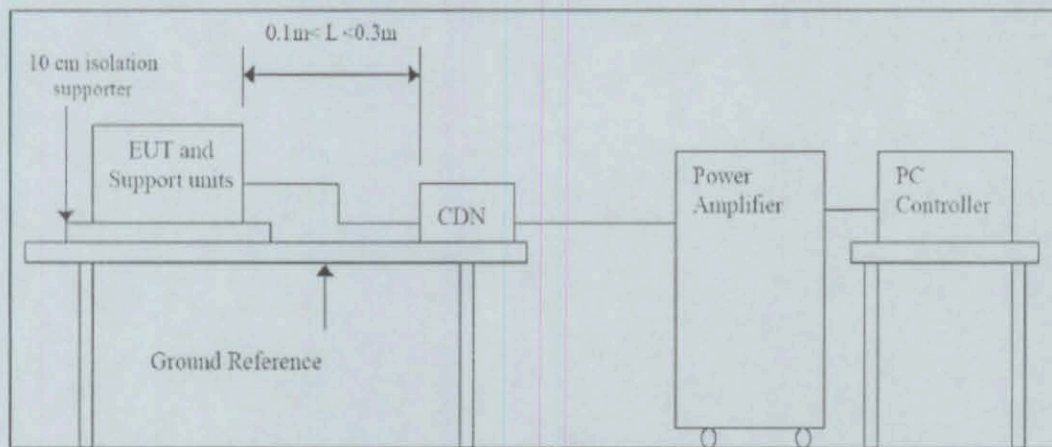 0.1m< L <0.3m
10 cm isolation
supporter
EUT and
Support units
CDN
Power
Amplifier
PC
Controller
Ground Reference